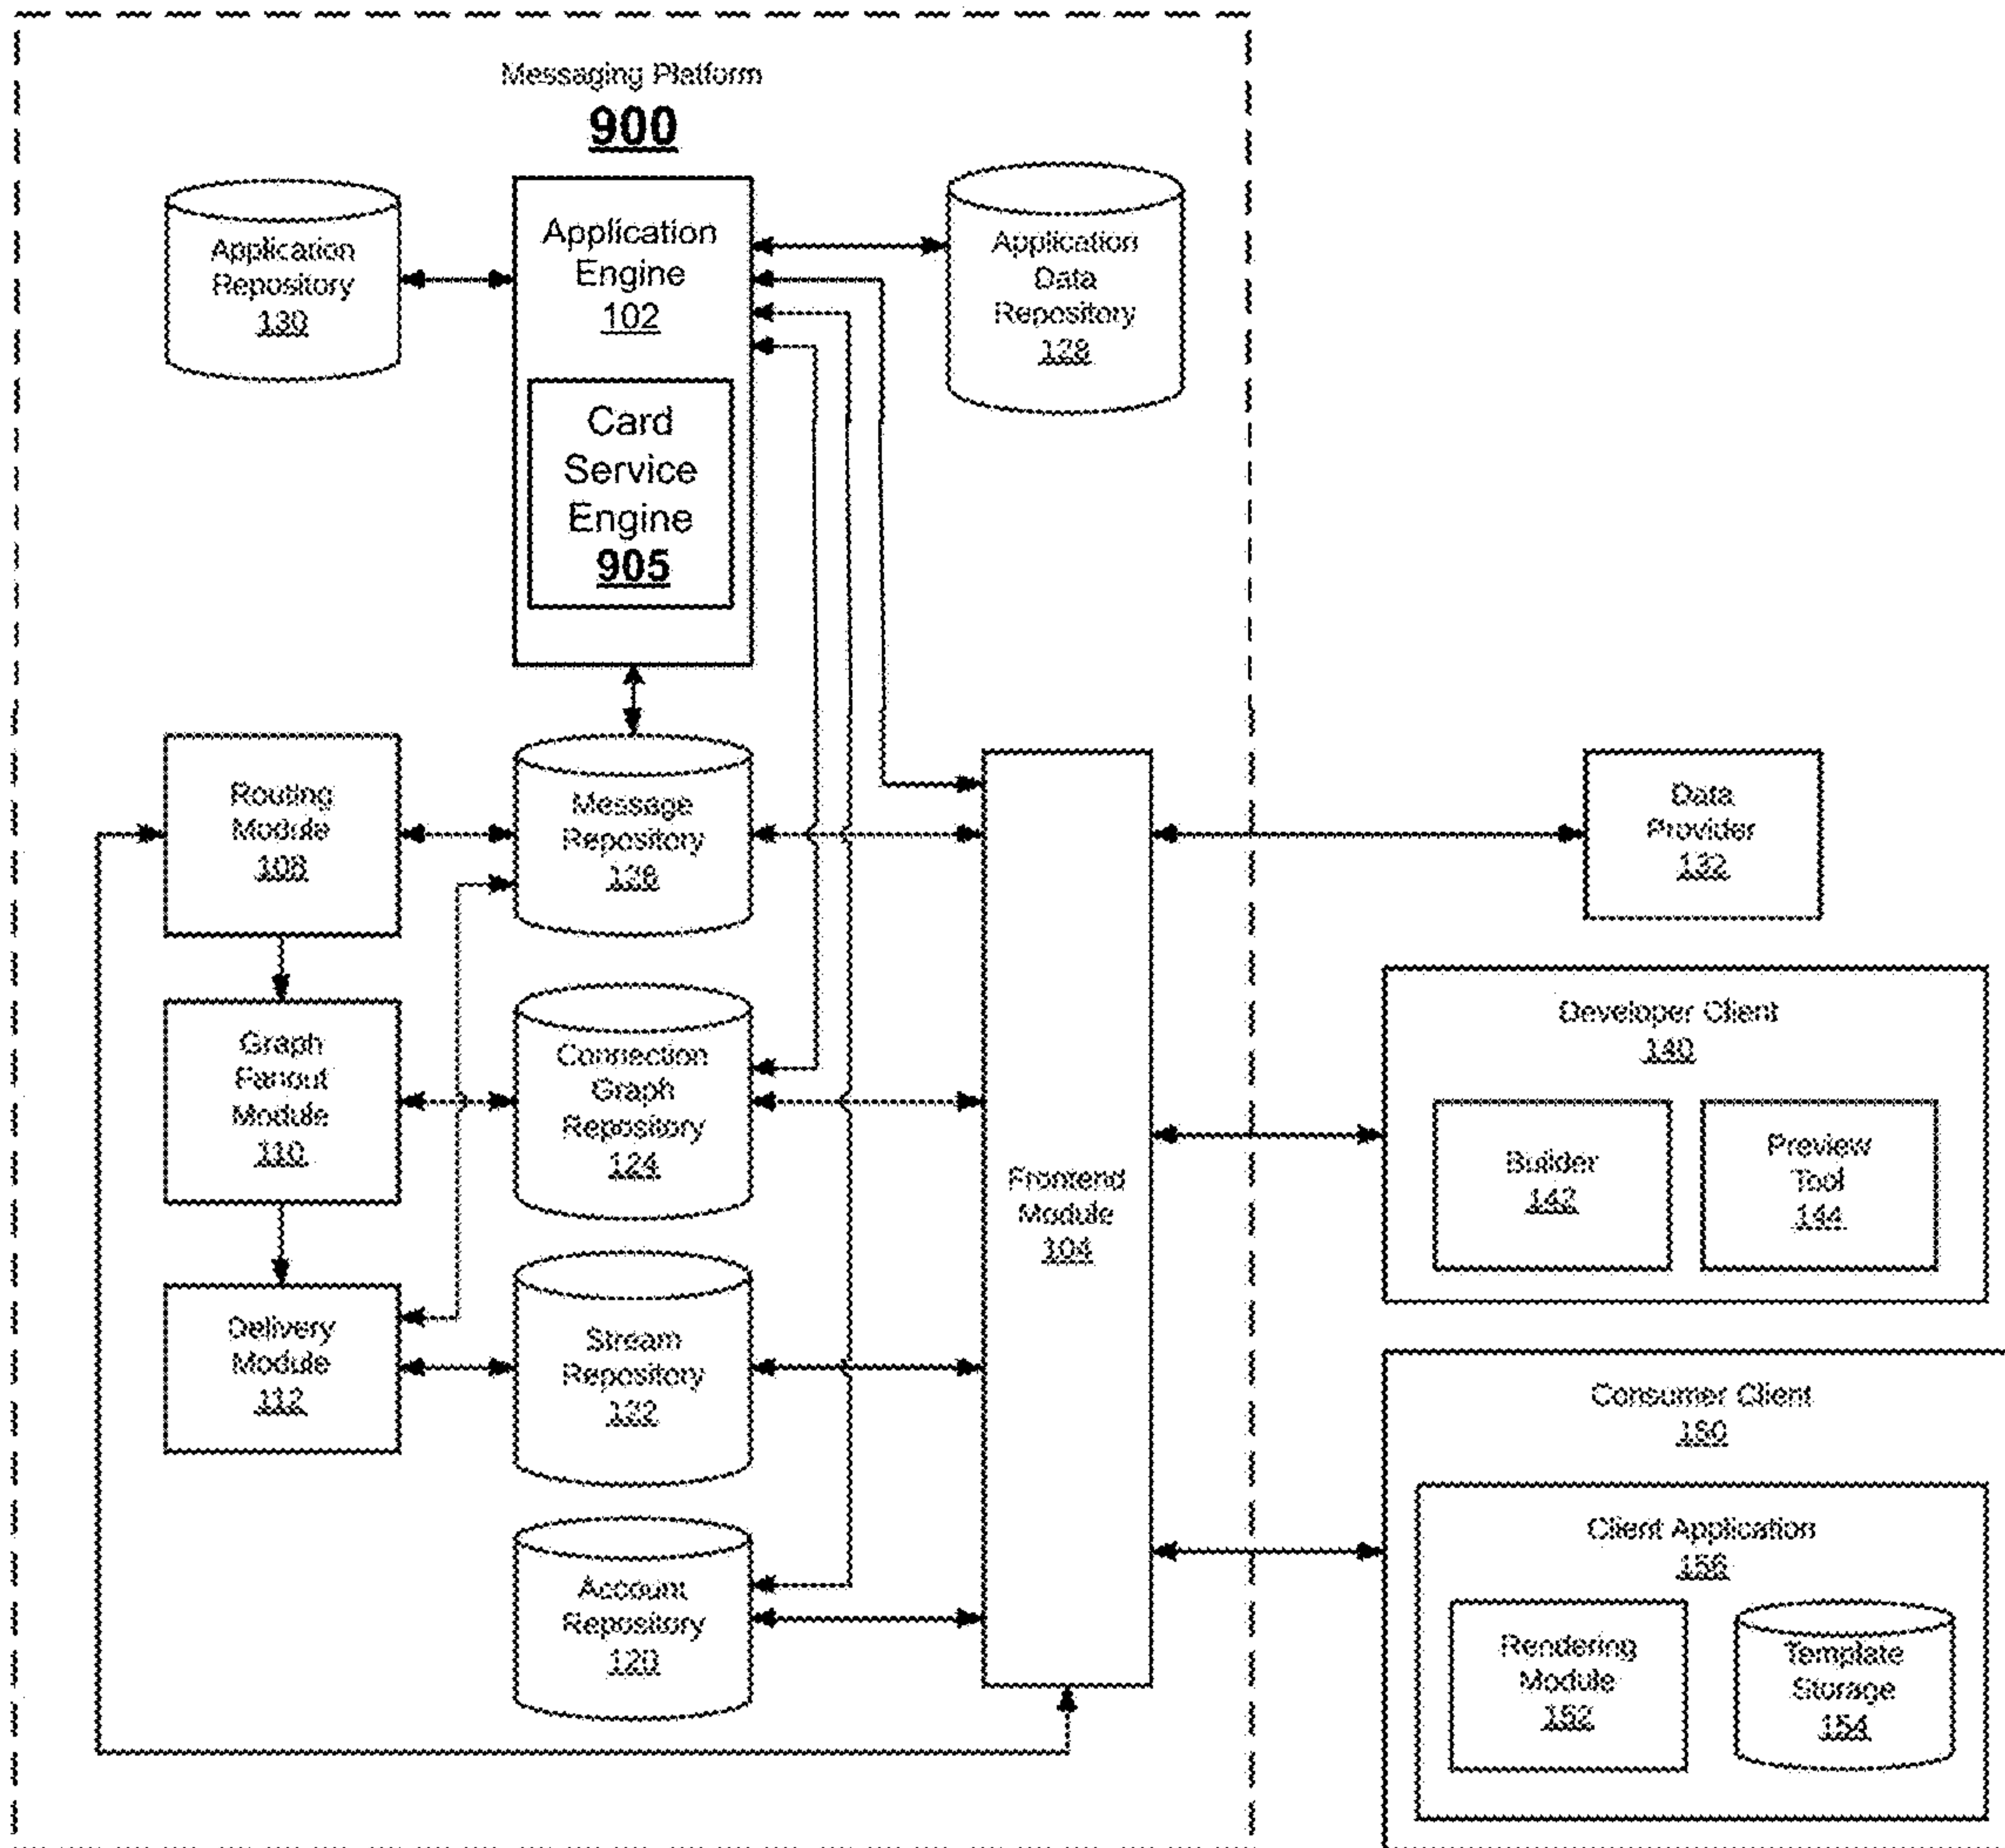 Messaging Platform
900
Application
Repository
130
Application
Engine
102
Card
Service
Engine
905
Application
Data
Repository
128
Routing
Module
108
Message
Repository
126
Graph
Fanout
Module
110
Connection
Graph
Repository
124
Delivery
Module
112
Stream
Repository
122
Account
Repository
120
Frontend
Module
104
Data
Provider
132
Developer Client
140
Builder
142
Preview
Tool
144
Consumer Client
150
Client Application
156
Rendering
Module
152
Template
Storage
154